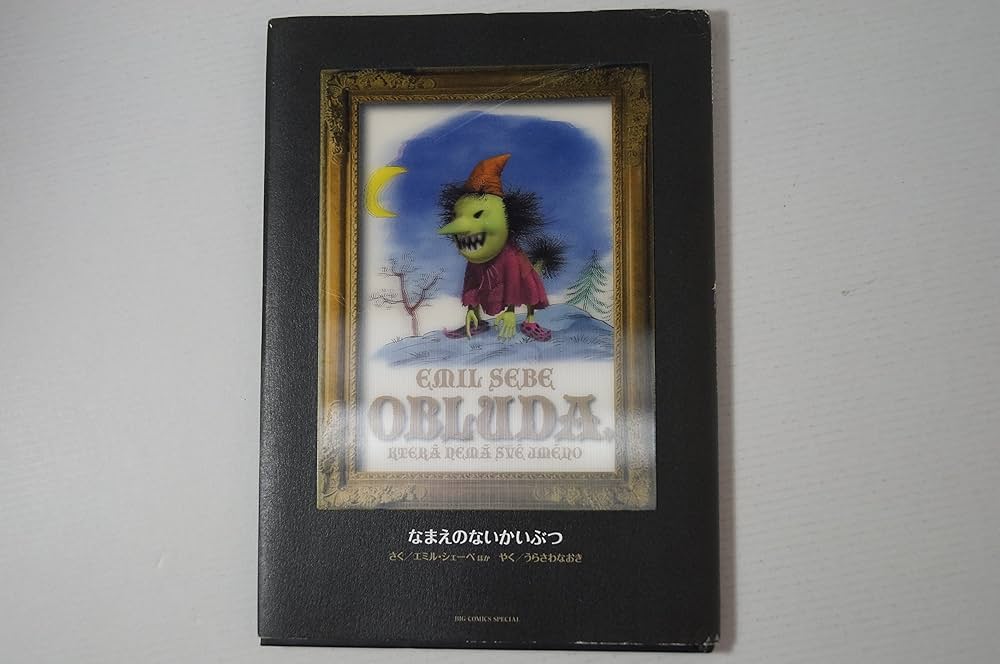 EMIL SEBE
OBLUDA,
KTERÁ NEMÁ SVÉ JMÉNO
なまえのないかいぶつ
さく／エミル・シェーベ ほか やく／うらさわなおき
BIG COMICS SPECIAL